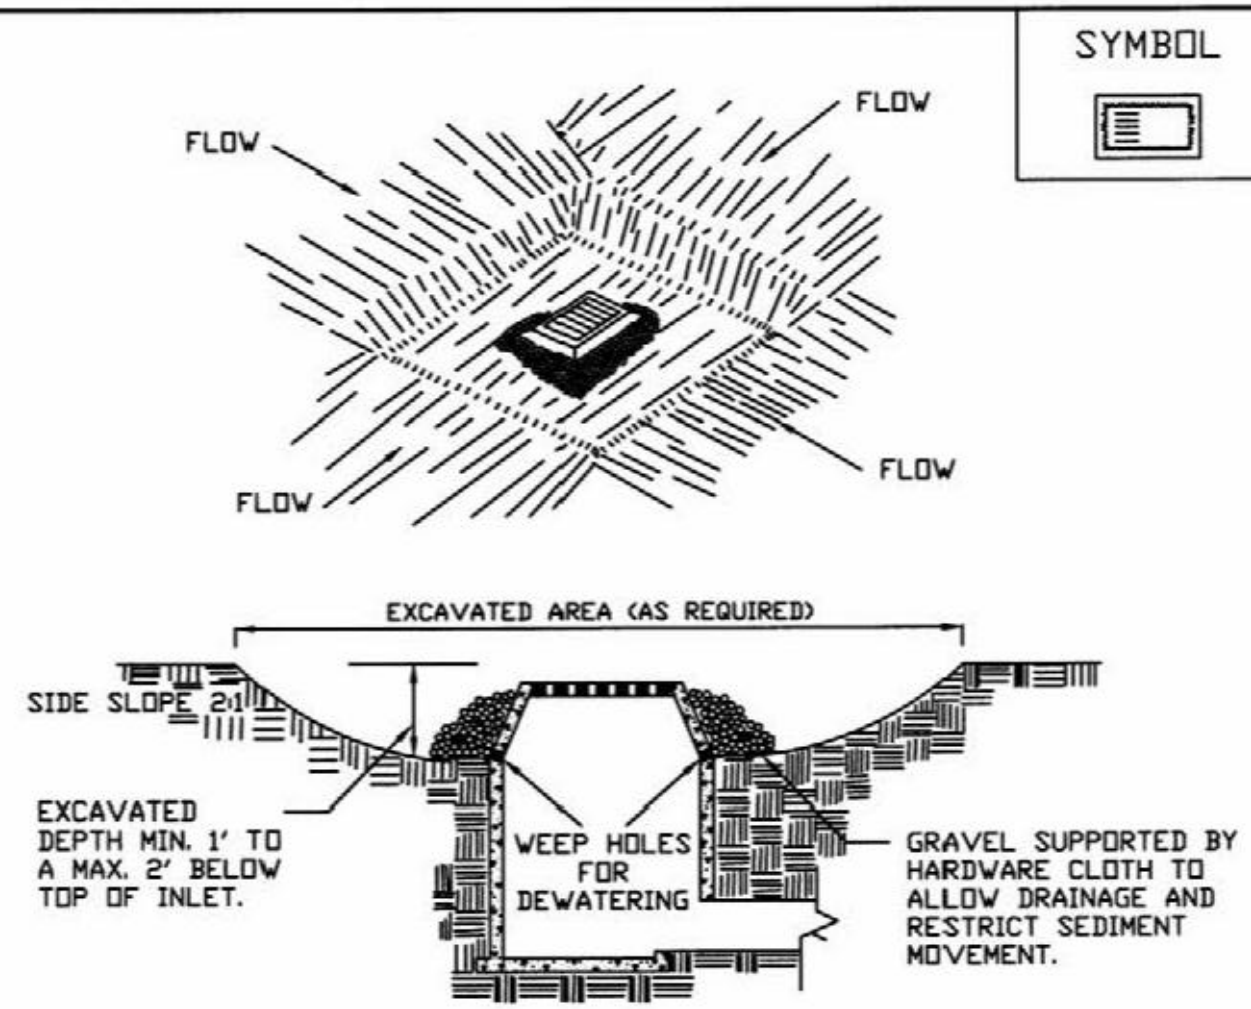 SYMBOL
FLOW
FLOW
FLOW
FLOW
EXCAVATED AREA (AS REQUIRED)
SIDE SLOPE 2:1
EXCAVATED
DEPTH MIN. 1' TO
A MAX. 2' BELOW
TOP OF INLET.
WEEP HOLES
FOR
DEWATERING
GRAVEL SUPPORTED BY
HARDWARE CLOTH TO
ALLOW DRAINAGE AND
RESTRICT SEDIMENT
MOVEMENT.